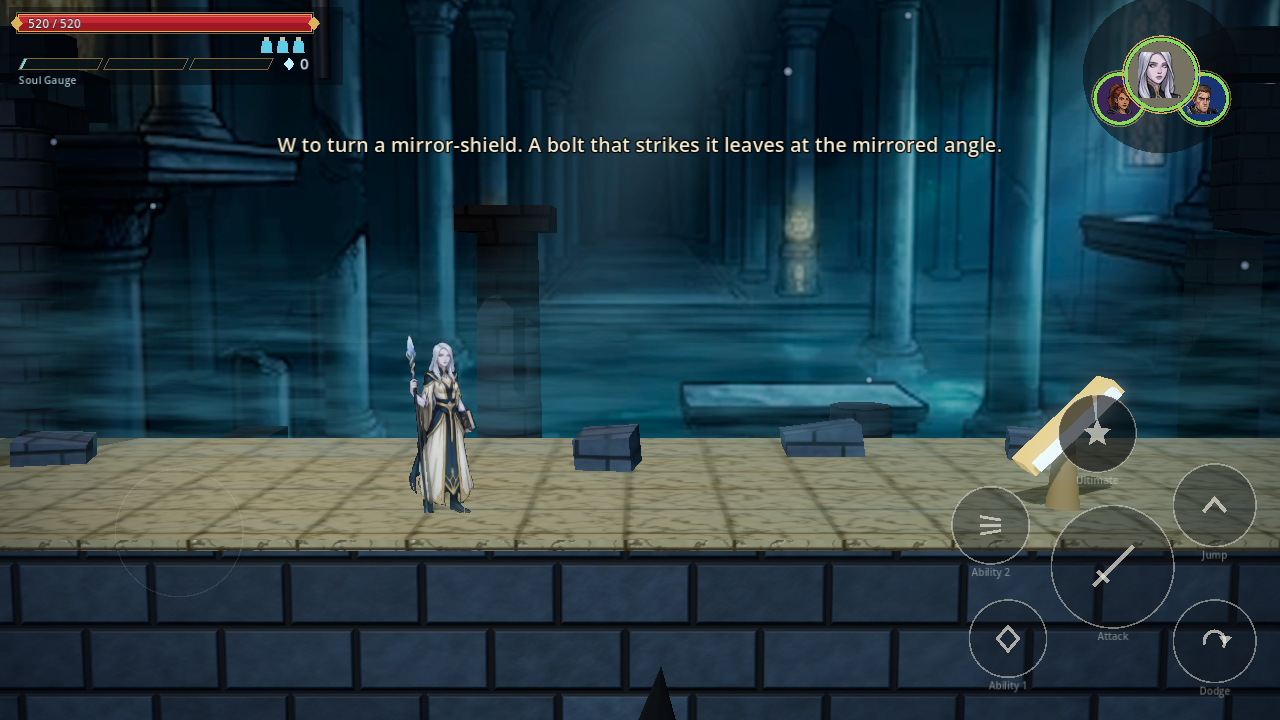 520 / 520
0
Soul Gauge
W to turn a mirror-shield. A bolt that strikes it leaves at the mirrored angle.
Ultimate
Jump
Ability 2
Attack
Ability 1
Dodge